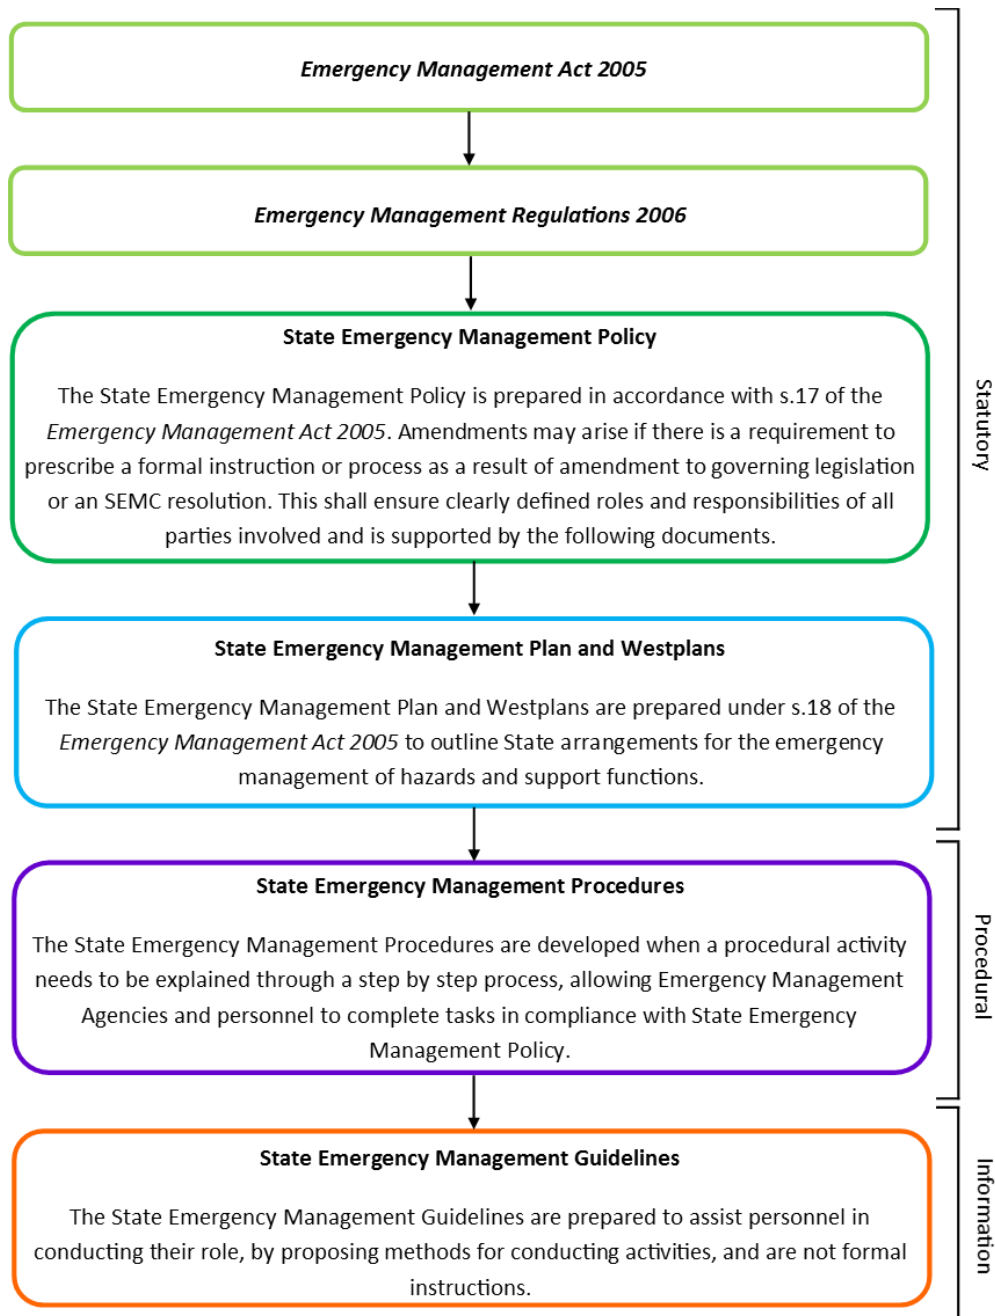 Emergency Management Act 2005
Emergency Management Regulations 2006
State Emergency Management Policy
The State Emergency Management Policy is prepared in accordance with s.17 of the
Emergency Management Act 2005. Amendments may arise if there is a requirement to
prescribe a formal instruction or process as a result of amendment to governing legislation
or an SEMC resolution. This shall ensure clearly defined roles and responsibilities of all
parties involved and is supported by the following documents.
State Emergency Management Plan and Westplans
The State Emergency Management Plan and Westplans are prepared under s.18 of the
Emergency Management Act 2005 to outline State arrangements for the emergency
management of hazards and support functions.
Statutory
State Emergency Management Procedures
The State Emergency Management Procedures are developed when a procedural activity
needs to be explained through a step by step process, allowing Emergency Management
Agencies and personnel to complete tasks in compliance with State Emergency
Management Policy.
Procedural
State Emergency Management Guidelines
The State Emergency Management Guidelines are prepared to assist personnel in
conducting their role, by proposing methods for conducting activities, and are not formal
instructions.
Information